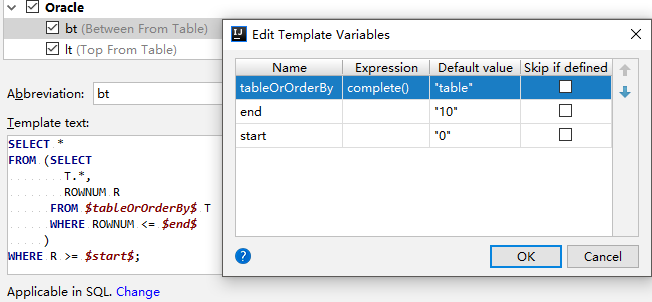 Oracle
bt (Between From Table)
lt (Top From Table)
Abbreviation: bt
Template text:
SELECT *
FROM (SELECT
T.*,
ROWNUM R
FROM $tableOrOrderBy$ T
WHERE ROWNUM <= $end$
)
WHERE R >= $start$;
Applicable in SQL. Change
Edit Template Variables
Name Expression Default value Skip if defined
tableOrOrderBy complete() "table"
end "10"
start "0"
? OK Cancel